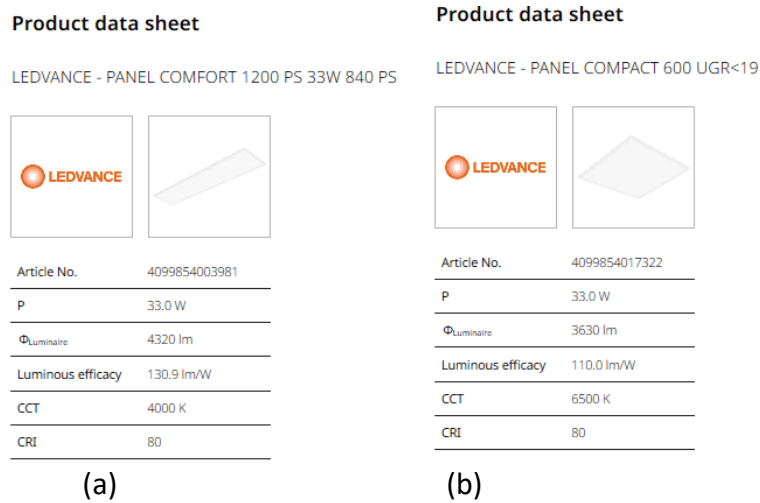 Product data sheet
LEDVANCE - PANEL COMFORT 1200 PS 33W 840 PS
LEDVANCE
Article No. 4099854003981
P 33.0 W
ΦLuminaire 4320 lm
Luminous efficacy 130.9 lm/W
CCT 4000 K
CRI 80
(a)
Product data sheet
LEDVANCE - PANEL COMPACT 600 UGR<19
LEDVANCE
Article No. 4099854017322
P 33.0 W
ΦLuminaire 3630 lm
Luminous efficacy 110.0 lm/W
CCT 6500 K
CRI 80
(b)